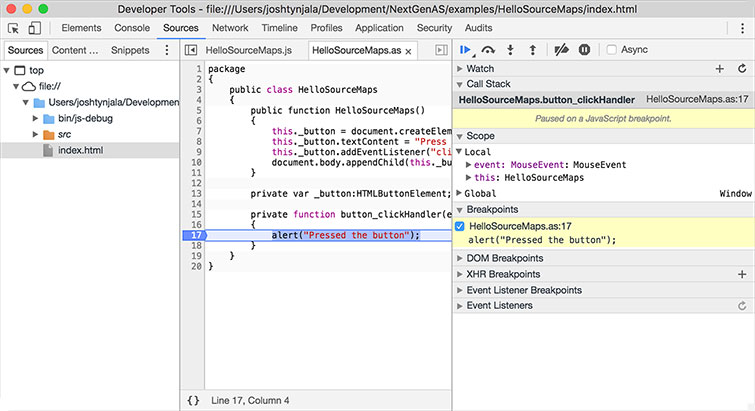 Developer Tools - file:///Users/joshtynjala/Development/NextGenAS/examples/HelloSourceMaps/index.html
Elements Console Sources Network Timeline Profiles Application Security Audits
Sources Content ... Snippets
HelloSourceMaps.js HelloSourceMaps.as ×
Async
top
file://
Users/joshtynjala/Development
bin/js-debug
src
index.html
1 package
2 {
3 public class HelloSourceMaps
4 {
5 public function HelloSourceMaps()
6 {
7 this._button = document.createElem
8 this._button.textContent = "Press
9 this._button.addEventListener("cli
10 document.body.appendChild(this._bu
11 }
12
13 private var _button:HTMLButtonElement;
14
15 private function button_clickHandler(e
16 {
17 alert("Pressed the button");
18 }
19 }
20 }
{} Line 17, Column 4
Watch
Call Stack
HelloSourceMaps.button_clickHandler HelloSourceMaps.as:17
Paused on a JavaScript breakpoint.
Scope
Local
event: MouseEvent: MouseEvent
this: HelloSourceMaps
Global Window
Breakpoints
HelloSourceMaps.as:17
alert("Pressed the button");
DOM Breakpoints
XHR Breakpoints
Event Listener Breakpoints
Event Listeners